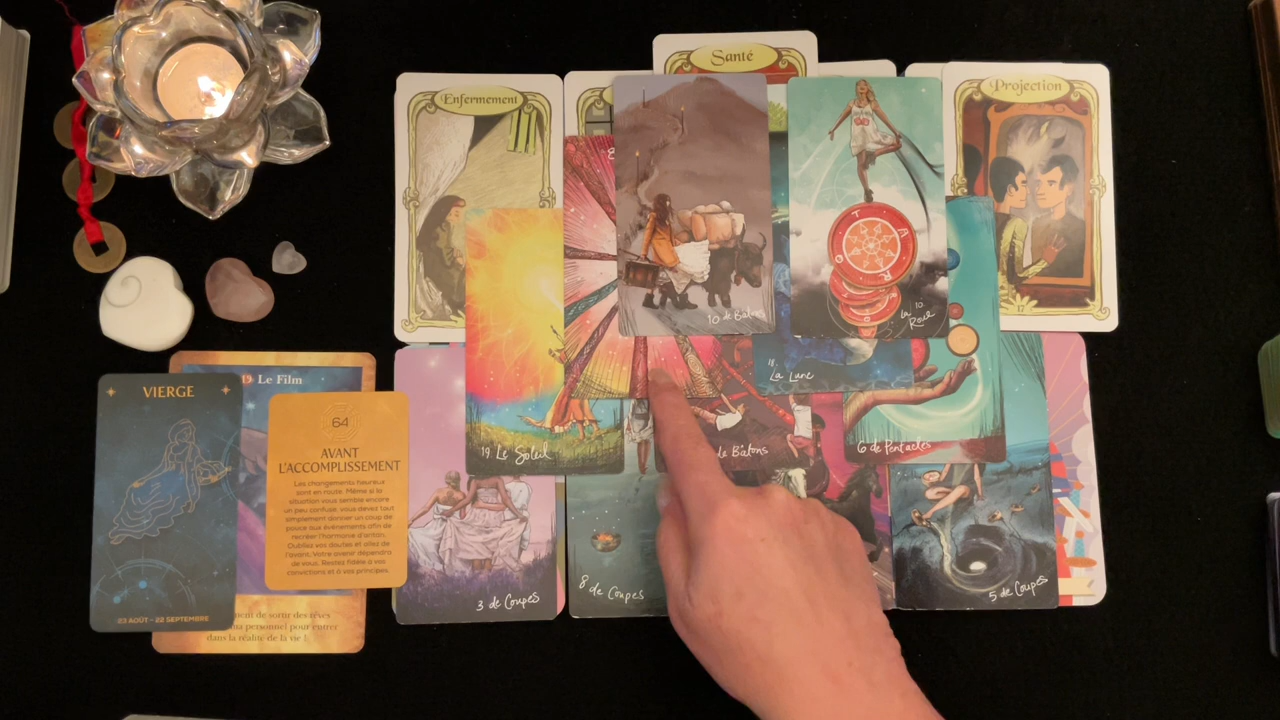 Santé
Enfermement
Projection
17
10 de Bâtons
T A R O
10
La Roue
18
La Lune
19 Le Soleil
de Bâtons
6 de Pentacles
3 de Coupes
8 de Coupes
5 de Coupes
VIERGE
23 AOÛT - 22 SEPTEMBRE
19 Le Film
de sortir des rêves
personnel pour entrer
dans la réalité de la vie !
64
AVANT
L'ACCOMPLISSEMENT
Les changements heureux
sont en route. Même si la
situation vous semble encore
un peu confuse, vous devez tout
simplement donner un coup de
pouce aux événements afin de
recréer l'harmonie d'antan.
Oubliez vos doutes et allez de
l'avant. Votre avenir dépendra
de vous. Restez fidèle à vos
convictions et à vos principes.